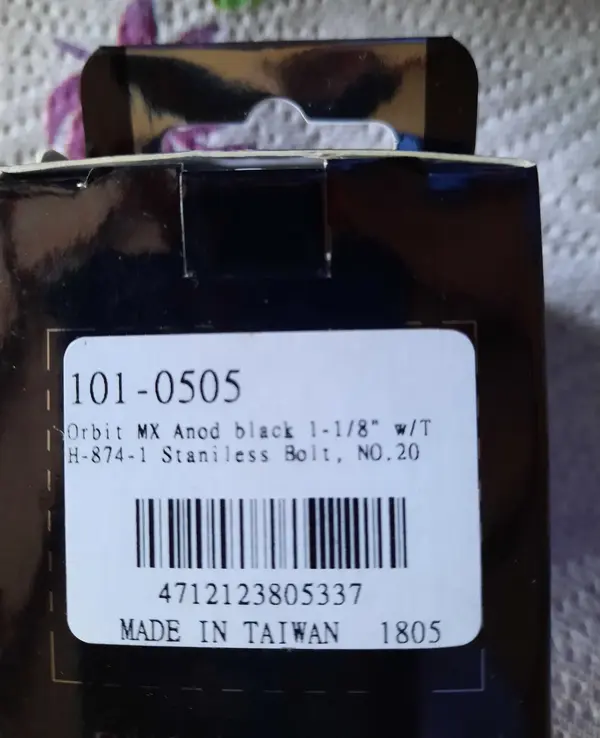 101-0505
Orbit MX Anod black 1-1/8" w/T
H-874-1 Staniless Bolt, NO.20
4712123805337
MADE IN TAIWAN 1805